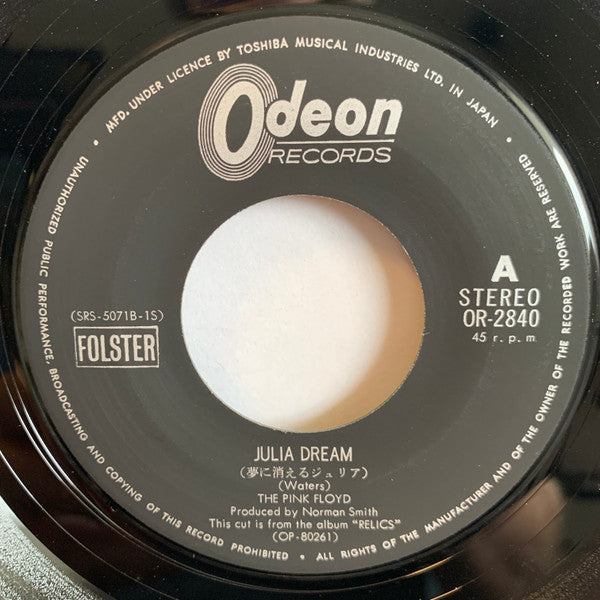 MFD. UNDER LICENCE BY TOSHIBA MUSICAL INDUSTRIES LTD. IN JAPAN •
Odeon
RECORDS
A
STEREO
OR-2840
45 r. p. m.
(SRS-5071B-1S)
FOLSTER
JULIA DREAM
(夢に消えるジュリア)
(Waters)
THE PINK FLOYD
Produced by Norman Smith
This cut is from the album "RELICS"
(OP-80261)
• UNAUTHORIZED PUBLIC PERFORMANCE, BROADCASTING AND COPYING OF THIS RECORD PROHIBITED • ALL RIGHTS OF THE MANUFACTURER AND OF THE OWNER OF THE RECORDED WORK ARE RESERVED •